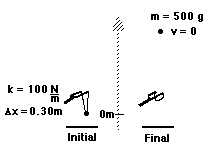 m = 500 g
v = 0
k = 100 N
m
Δx = 0.30m
0m
Initial
Final